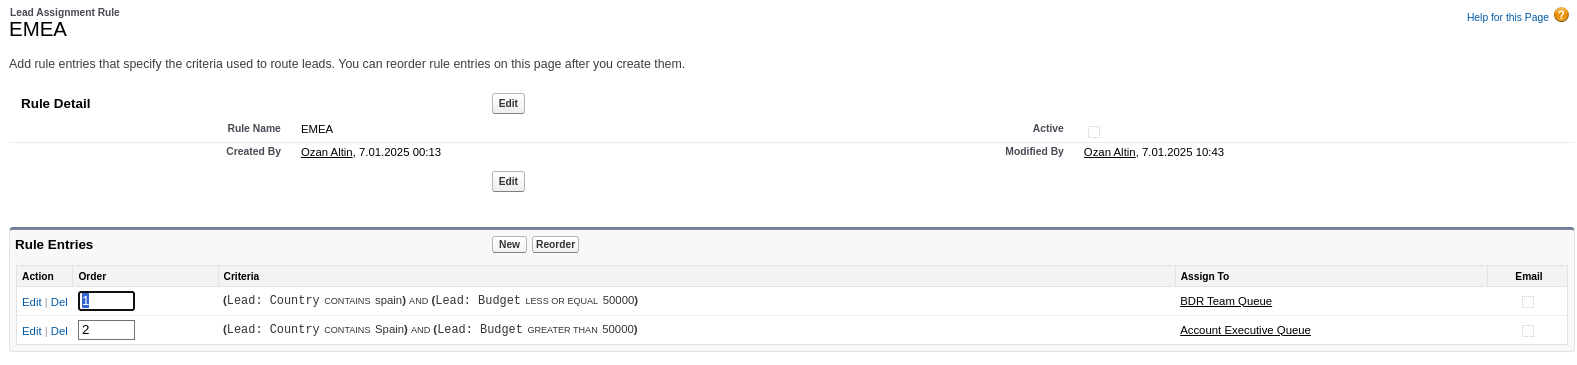 Lead Assignment Rule
EMEA
Help for this Page ?
Add rule entries that specify the criteria used to route leads. You can reorder rule entries on this page after you create them.
Rule Detail Edit
Rule Name EMEA Active
Created By Ozan Altin, 7.01.2025 00:13 Modified By Ozan Altin, 7.01.2025 10:43
Edit
Rule Entries New Reorder
Action Order Criteria Assign To Email
Edit | Del 1 (Lead: Country CONTAINS spain) AND (Lead: Budget LESS OR EQUAL 50000) BDR Team Queue
Edit | Del 2 (Lead: Country CONTAINS Spain) AND (Lead: Budget GREATER THAN 50000) Account Executive Queue